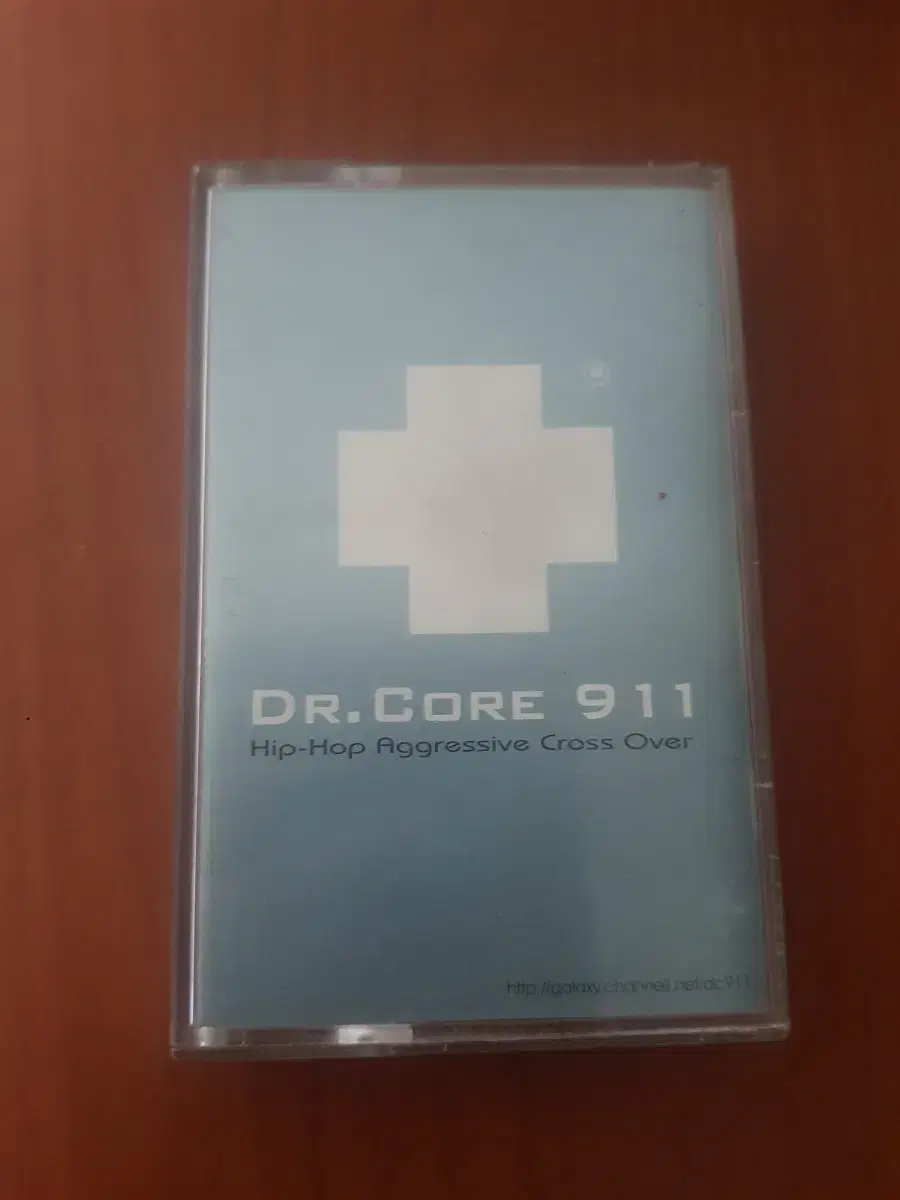 DR.CORE 911
Hip-Hop Aggressive Cross Over
http://galaxy.channeli.net/dc911